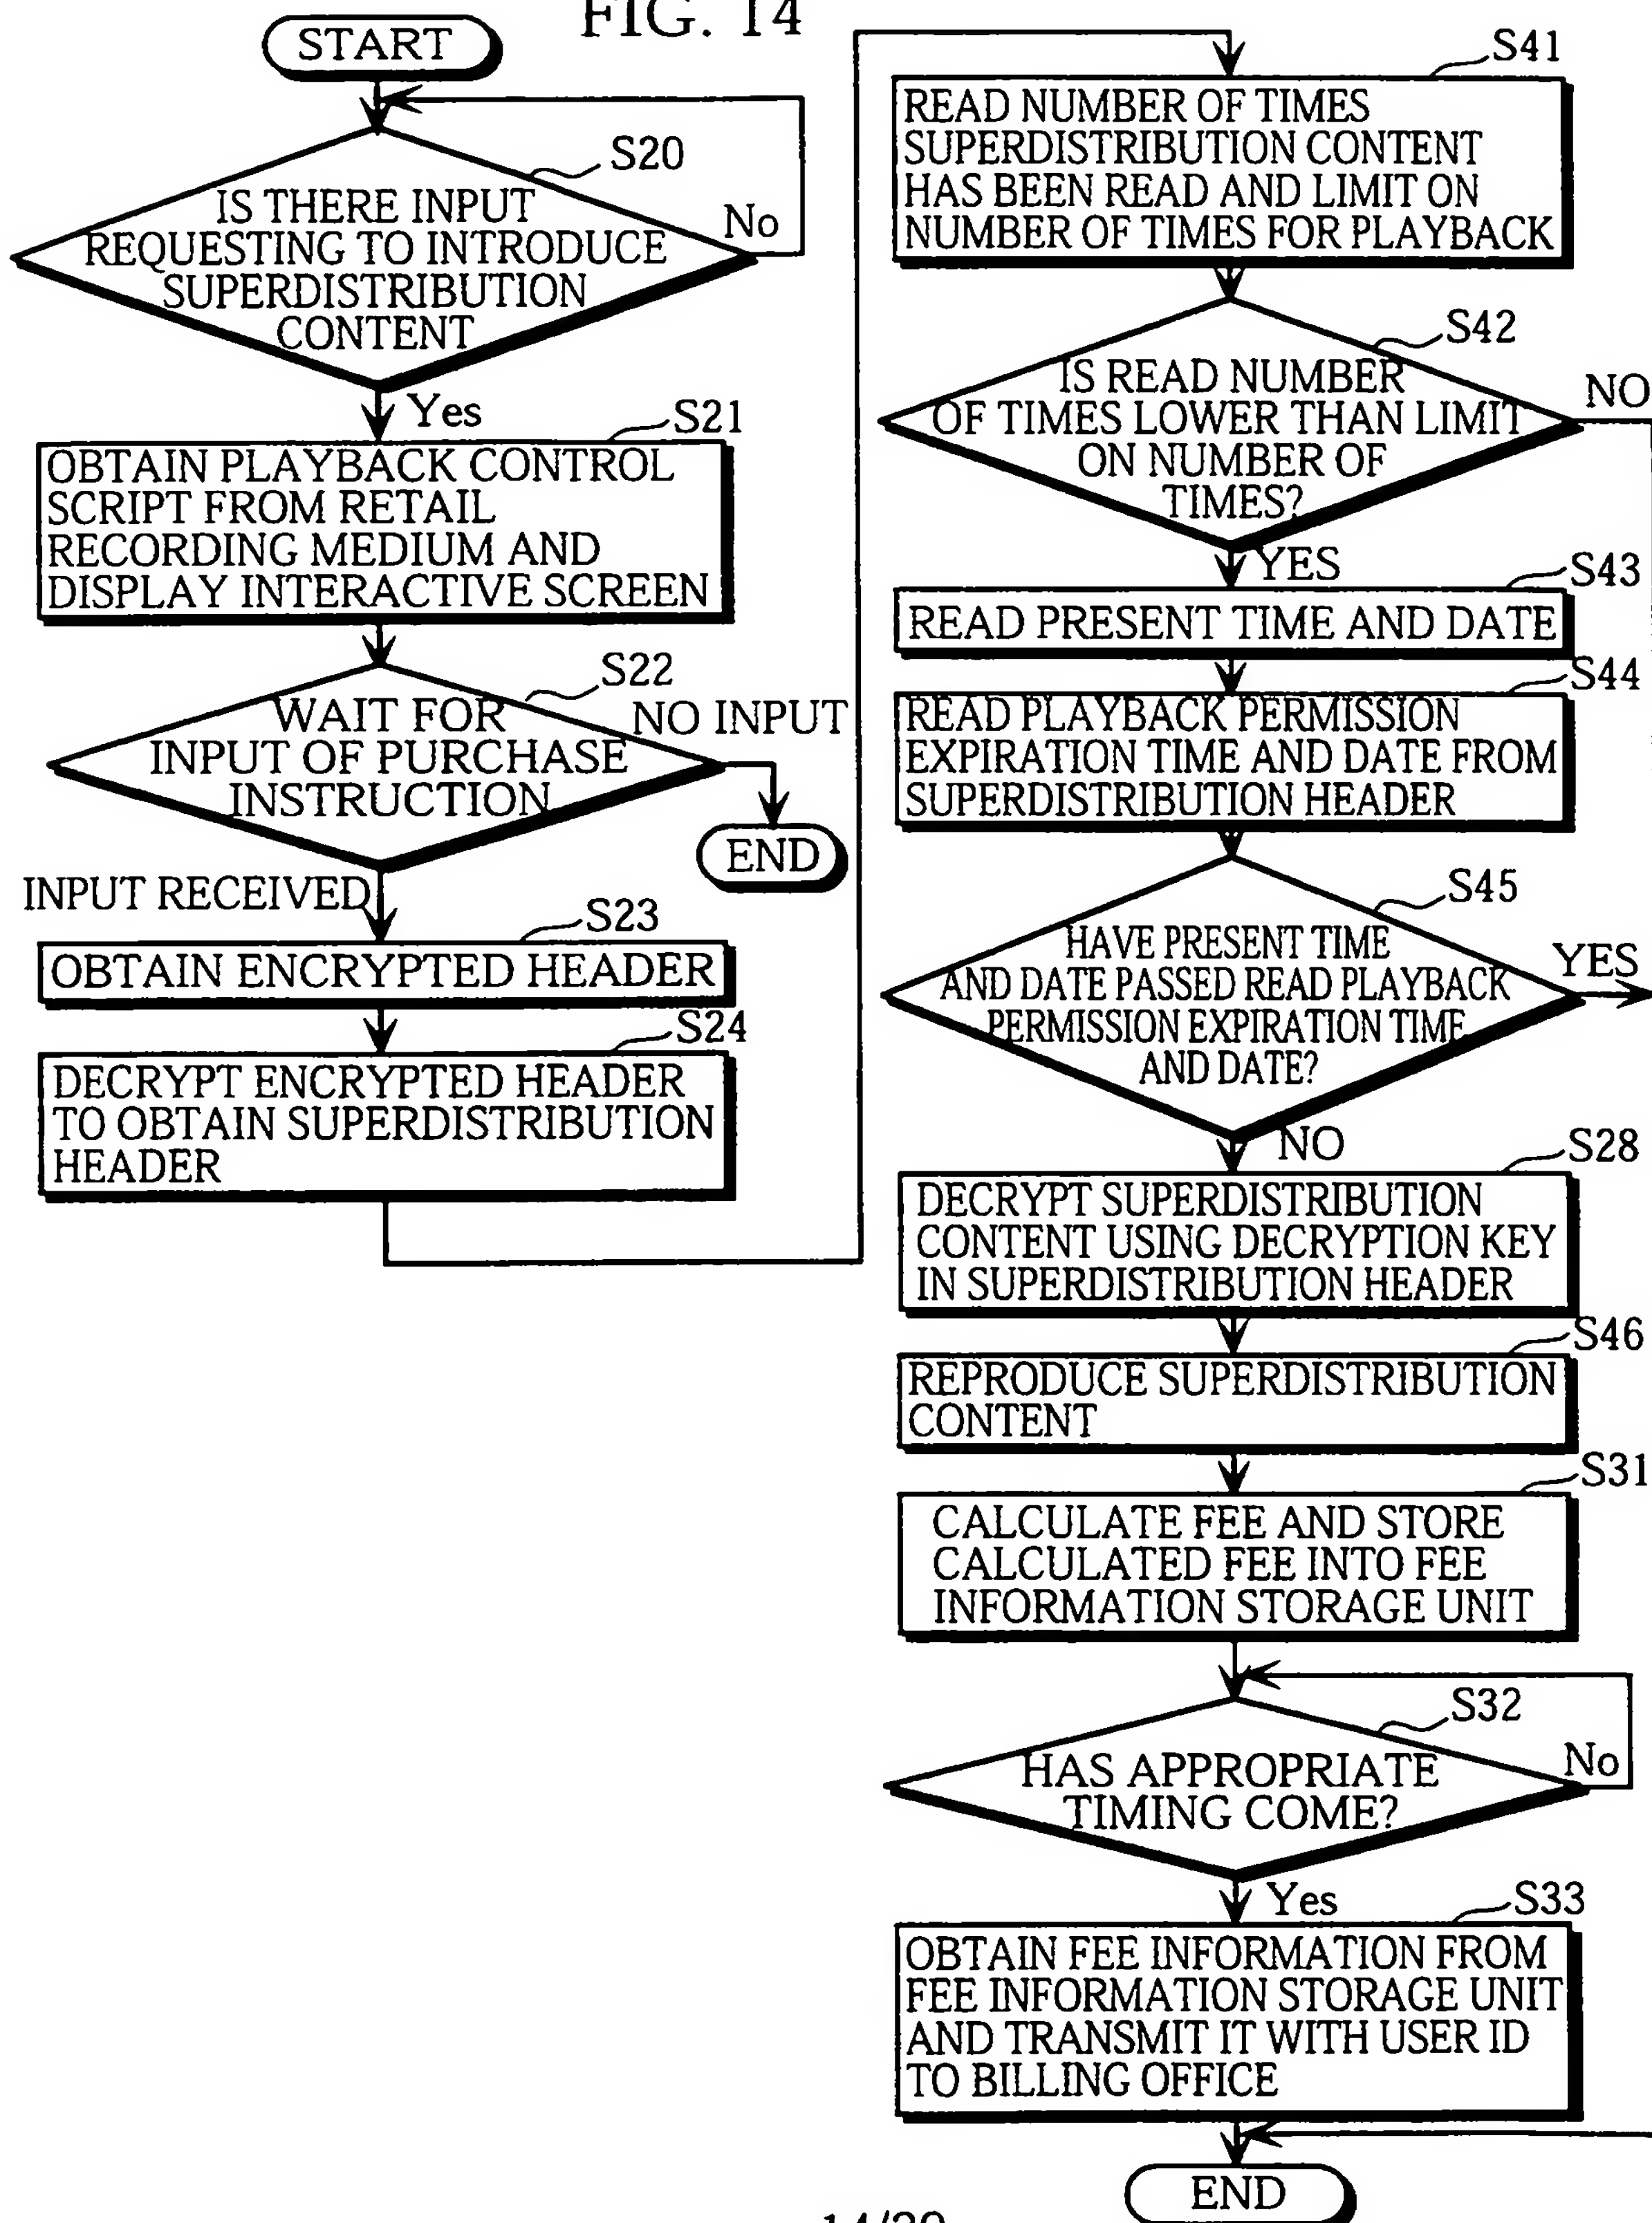 FIG. 14
START
S20
IS THERE INPUT
REQUESTING TO INTRODUCE
SUPERDISTRIBUTION
CONTENT
No
Yes
S21
OBTAIN PLAYBACK CONTROL
SCRIPT FROM RETAIL
RECORDING MEDIUM AND
DISPLAY INTERACTIVE SCREEN
S22
WAIT FOR
INPUT OF PURCHASE
INSTRUCTION
NO INPUT
END
INPUT RECEIVED
S23
OBTAIN ENCRYPTED HEADER
S24
DECRYPT ENCRYPTED HEADER
TO OBTAIN SUPERDISTRIBUTION
HEADER
S41
READ NUMBER OF TIMES
SUPERDISTRIBUTION CONTENT
HAS BEEN READ AND LIMIT ON
NUMBER OF TIMES FOR PLAYBACK
S42
IS READ NUMBER
OF TIMES LOWER THAN LIMIT
ON NUMBER OF
TIMES?
NO
YES
S43
READ PRESENT TIME AND DATE
S44
READ PLAYBACK PERMISSION
EXPIRATION TIME AND DATE FROM
SUPERDISTRIBUTION HEADER
S45
HAVE PRESENT TIME
AND DATE PASSED READ PLAYBACK
PERMISSION EXPIRATION TIME
AND DATE?
YES
NO
S28
DECRYPT SUPERDISTRIBUTION
CONTENT USING DECRYPTION KEY
IN SUPERDISTRIBUTION HEADER
S46
REPRODUCE SUPERDISTRIBUTION
CONTENT
S31
CALCULATE FEE AND STORE
CALCULATED FEE INTO FEE
INFORMATION STORAGE UNIT
S32
HAS APPROPRIATE
TIMING COME?
No
Yes
S33
OBTAIN FEE INFORMATION FROM
FEE INFORMATION STORAGE UNIT
AND TRANSMIT IT WITH USER ID
TO BILLING OFFICE
END